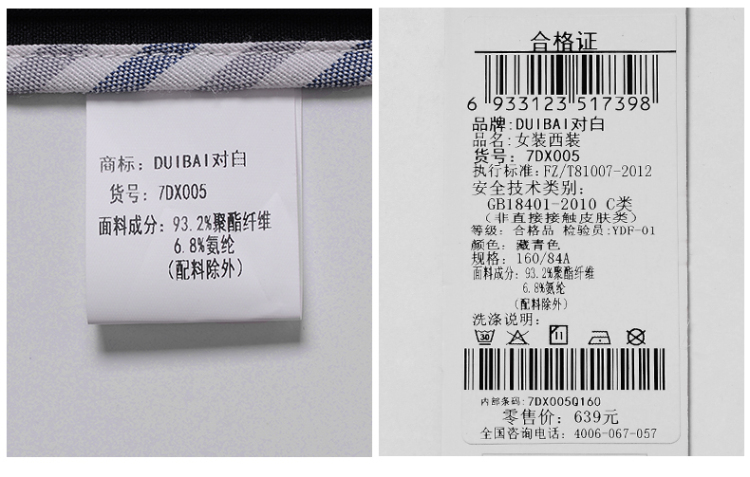 商标：DUIBAI对白
货号：7DX005
面料成分：93.2%聚酯纤维
6.8%氨纶
(配料除外)
合格证
6 933123 517398
品牌:DUIBAI对白
品名:女装西装
货号：7DX005
执行标准:FZ/T81007-2012
安全技术类别：
GB18401-2010 C类
(非直接接触皮肤类)
等级：合格品 检验员:YDF-01
颜色：藏青色
规格：160/84A
面料成分：93.2%聚酯纤维
6.8%氨纶
(配料除外)
洗涤说明：
30
内部条码:7DX005Q160
零售价：639元
全国咨询电话：4006-067-057